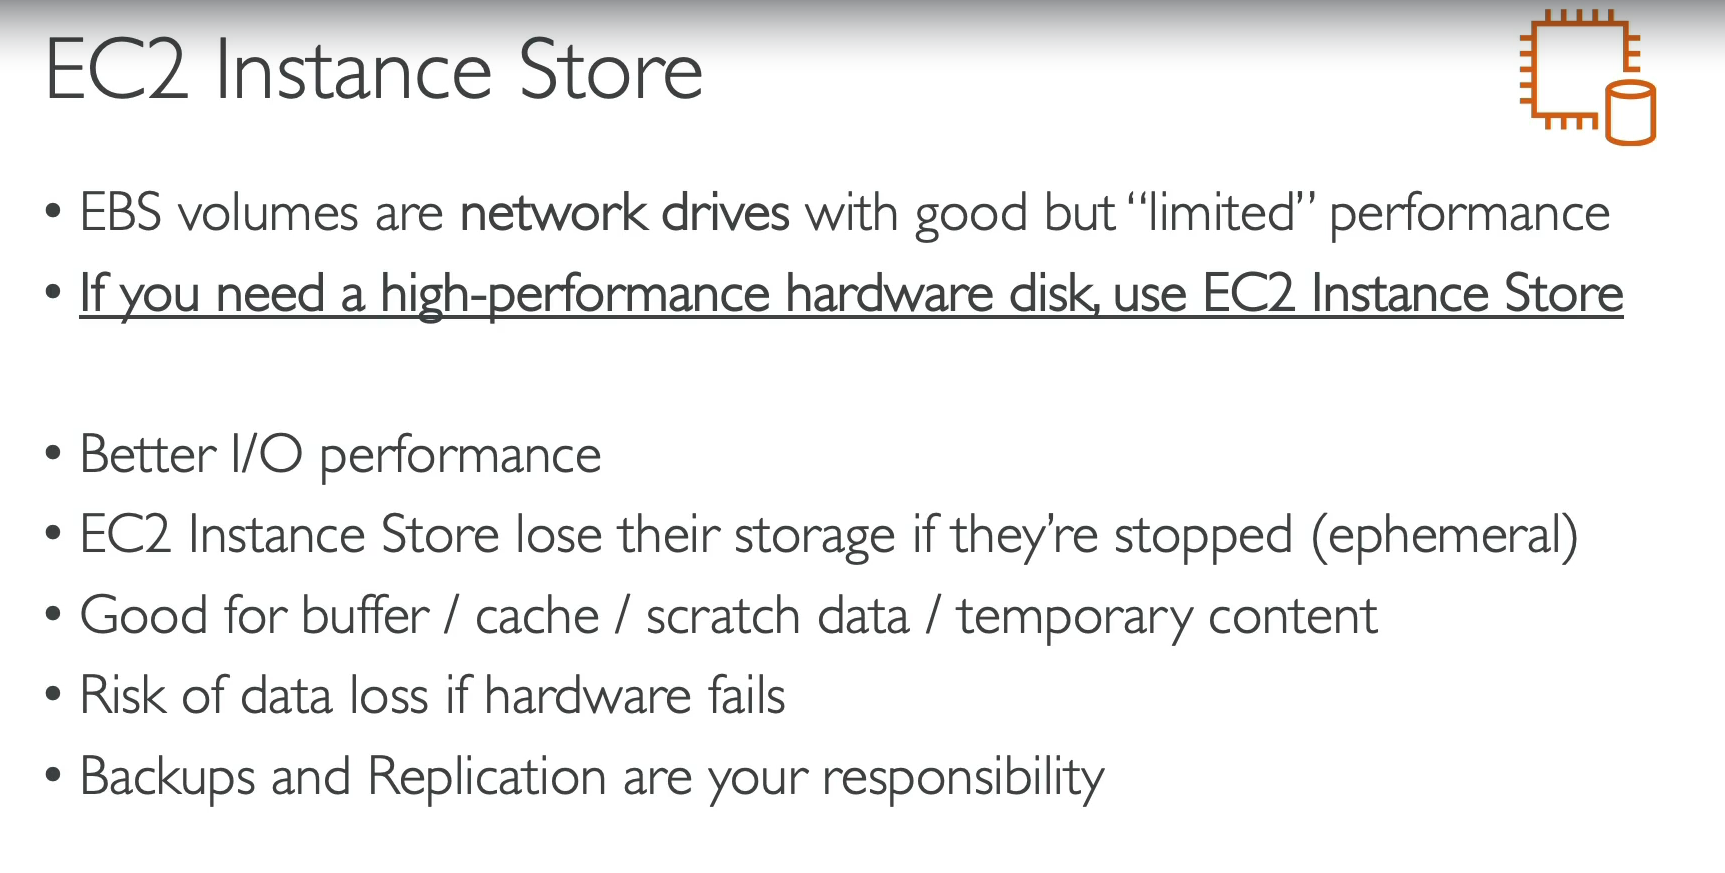 EC2 Instance Store
• EBS volumes are network drives with good but “limited” performance
• If you need a high-performance hardware disk, use EC2 Instance Store
• Better I/O performance
• EC2 Instance Store lose their storage if they’re stopped (ephemeral)
• Good for buffer / cache / scratch data / temporary content
• Risk of data loss if hardware fails
• Backups and Replication are your responsibility